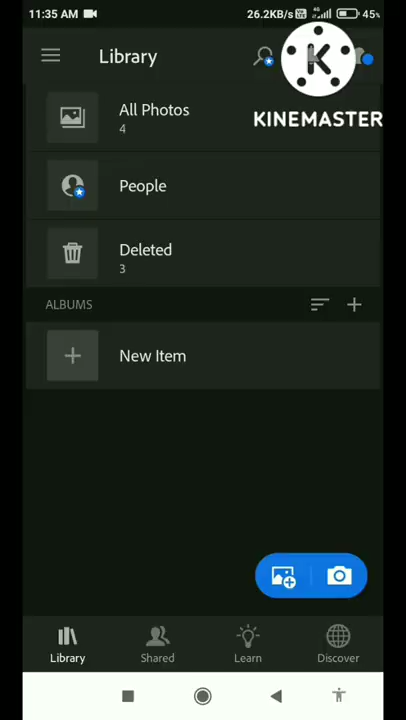 11:35 AM 26.2KB/s 4G 45%
Library
KINEMASTER
All Photos
4
People
Deleted
3
ALBUMS
New Item
Library Shared Learn Discover